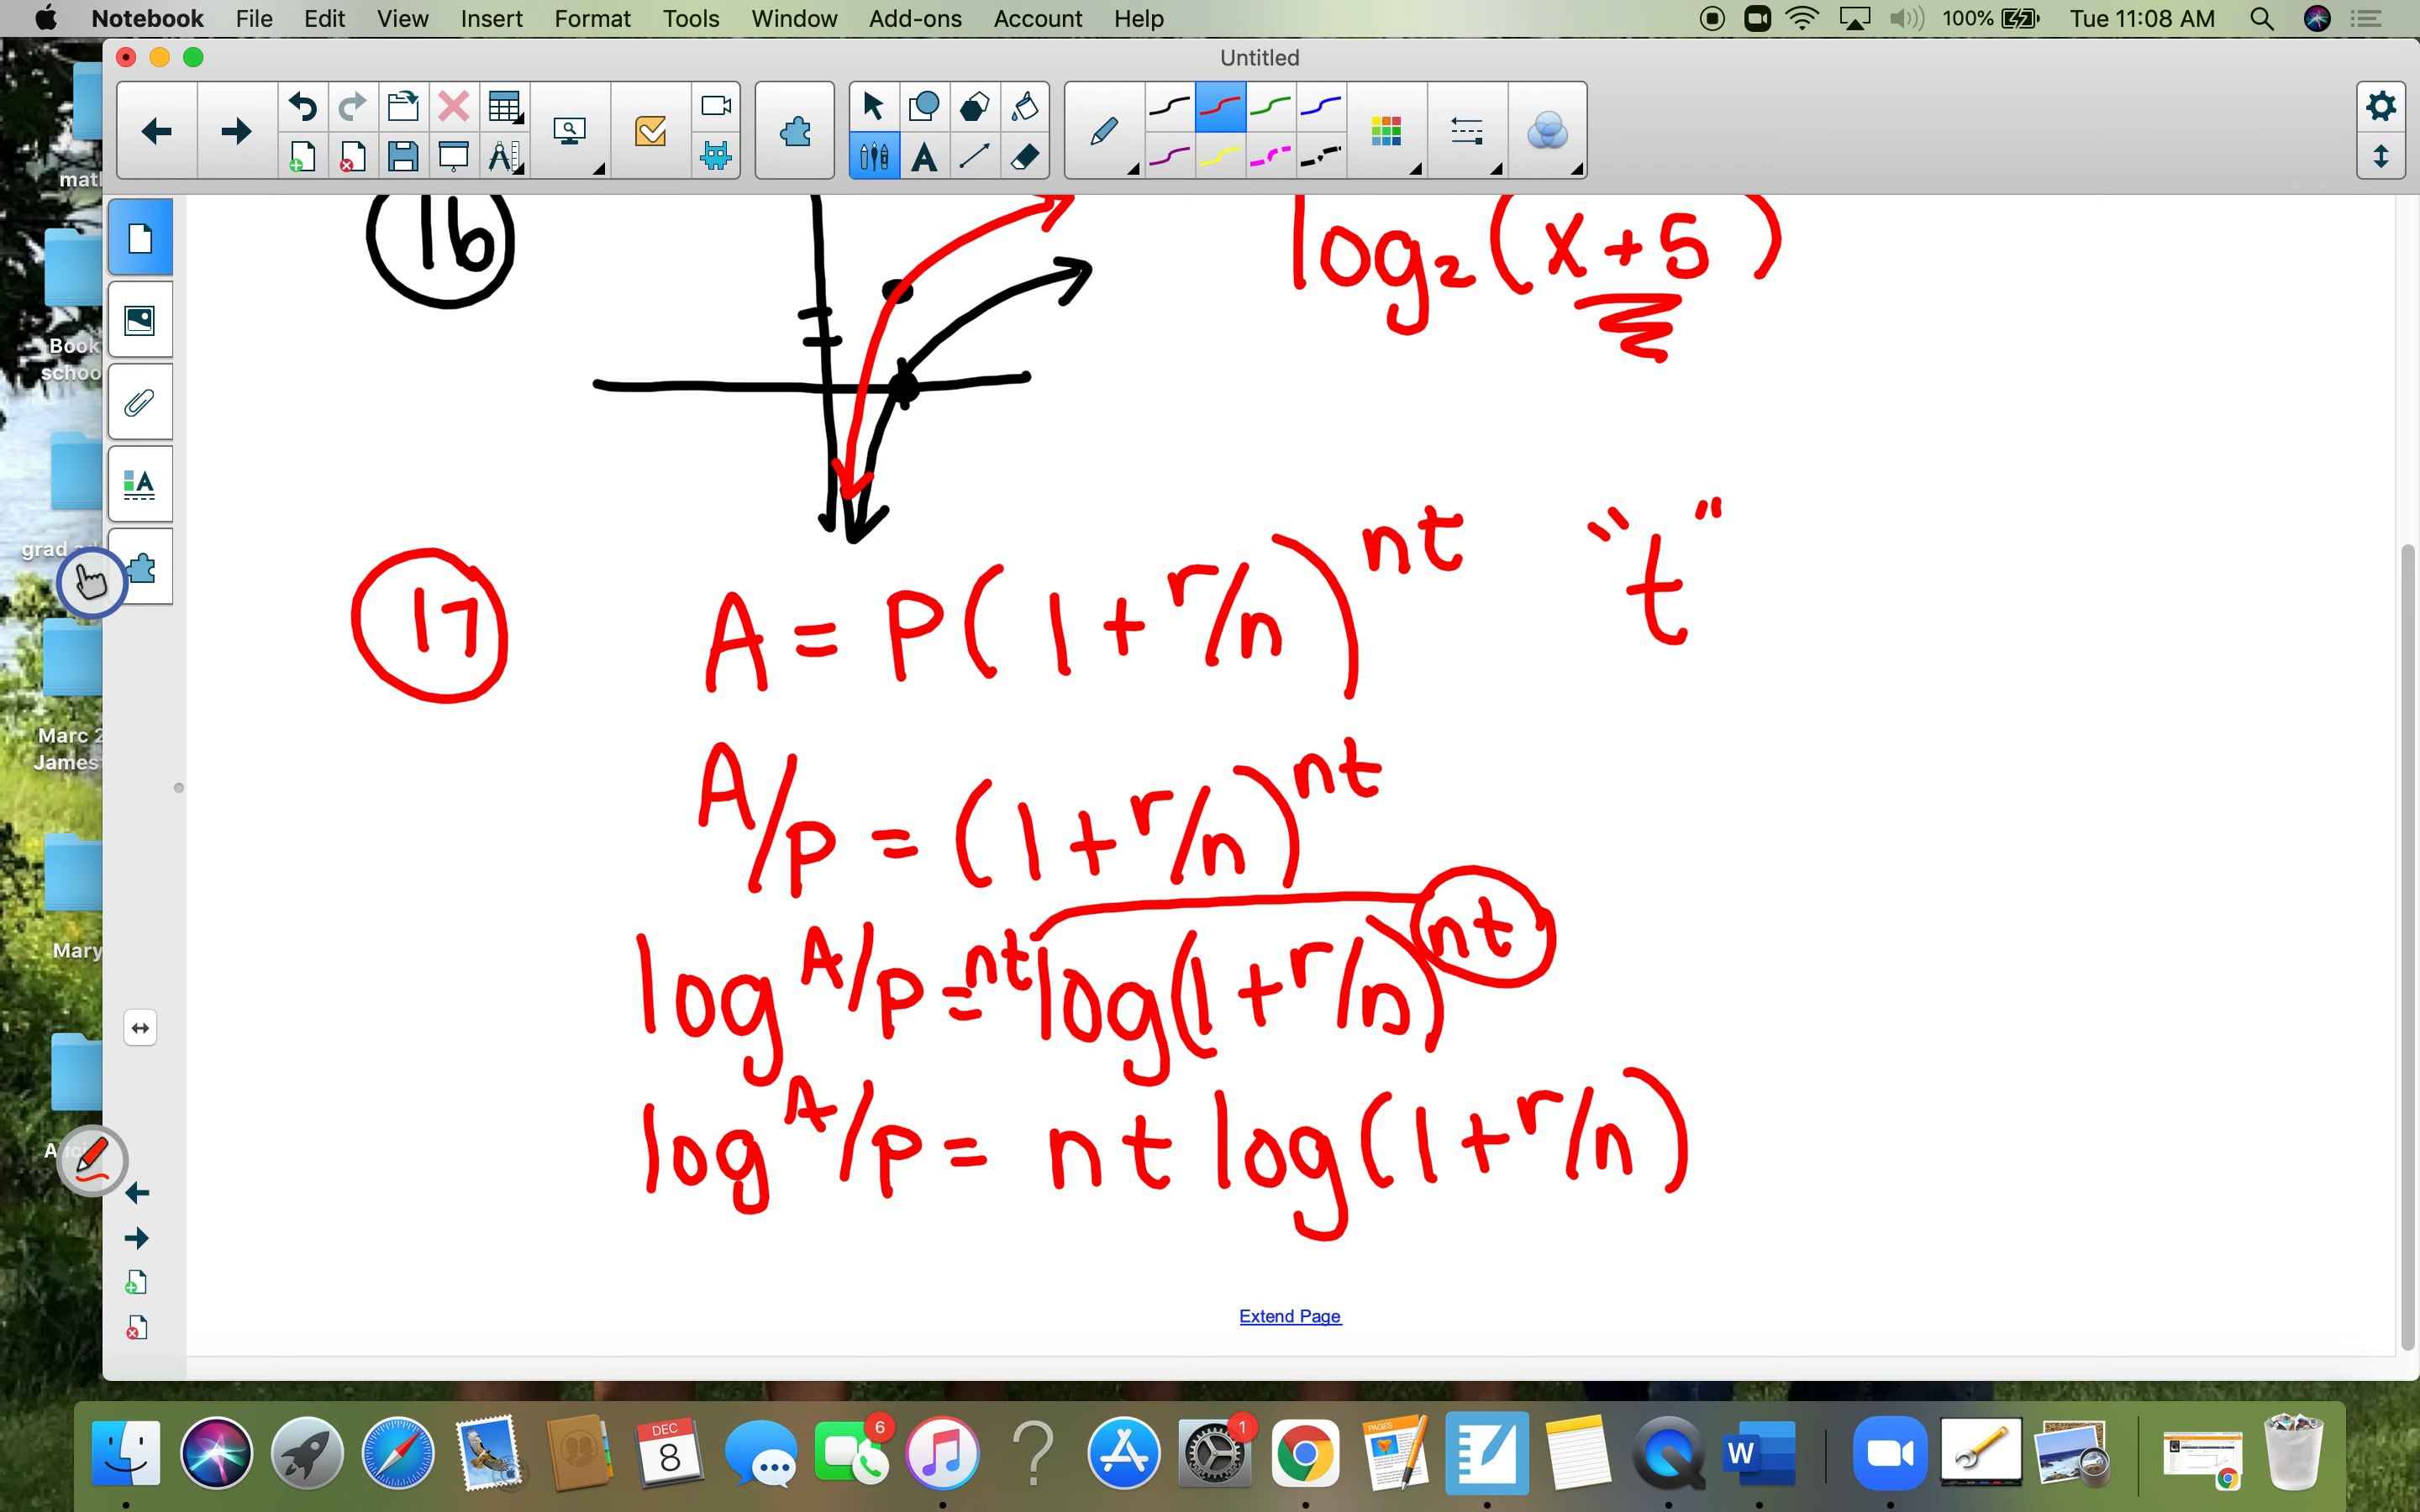 Notebook File Edit View Insert Format Tools Window Add-ons Account Help 100% Tue 11:08 AM
Untitled
16
log₂(x+5)
17
A = P(1+r/n)^nt "t"
A/p = (1+r/n)^nt
log A/p = nt log(1+r/n)^nt
log A/p = nt log(1+r/n)
Extend Page
Book
schoo
grad
Marc 2
James
Mary
A
DEC
8
6
1
PAGES
W